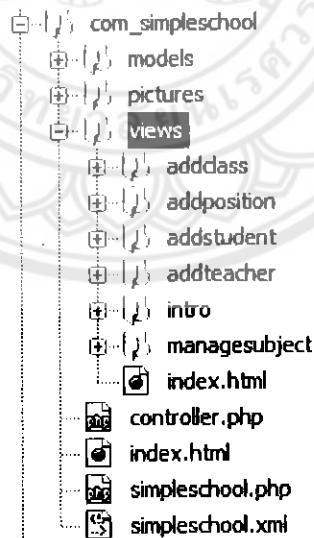 com_simpleschool
models
pictures
views
addclass
addposition
addstudent
addteacher
intro
managesubject
index.html
controller.php
index.html
simpleschool.php
simpleschool.xml